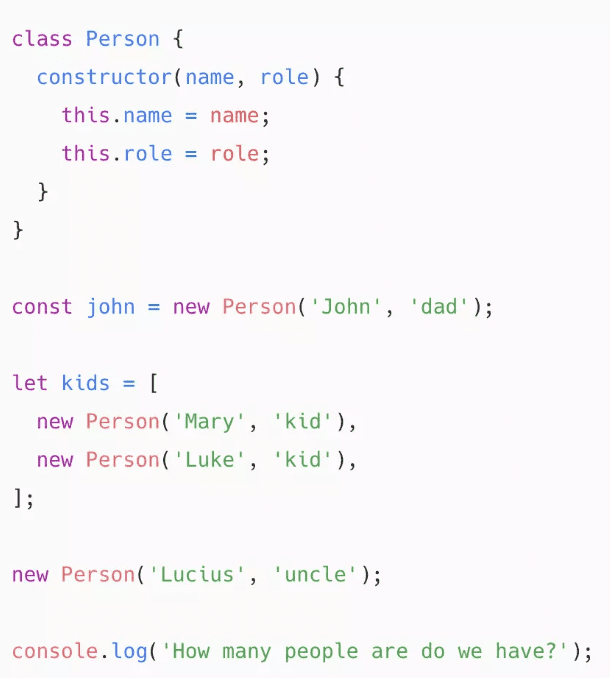 class Person {
  constructor(name, role) {
    this.name = name;
    this.role = role;
  }
}

const john = new Person('John', 'dad');

let kids = [
  new Person('Mary', 'kid'),
  new Person('Luke', 'kid'),
];

new Person('Lucius', 'uncle');

console.log('How many people are do we have?');